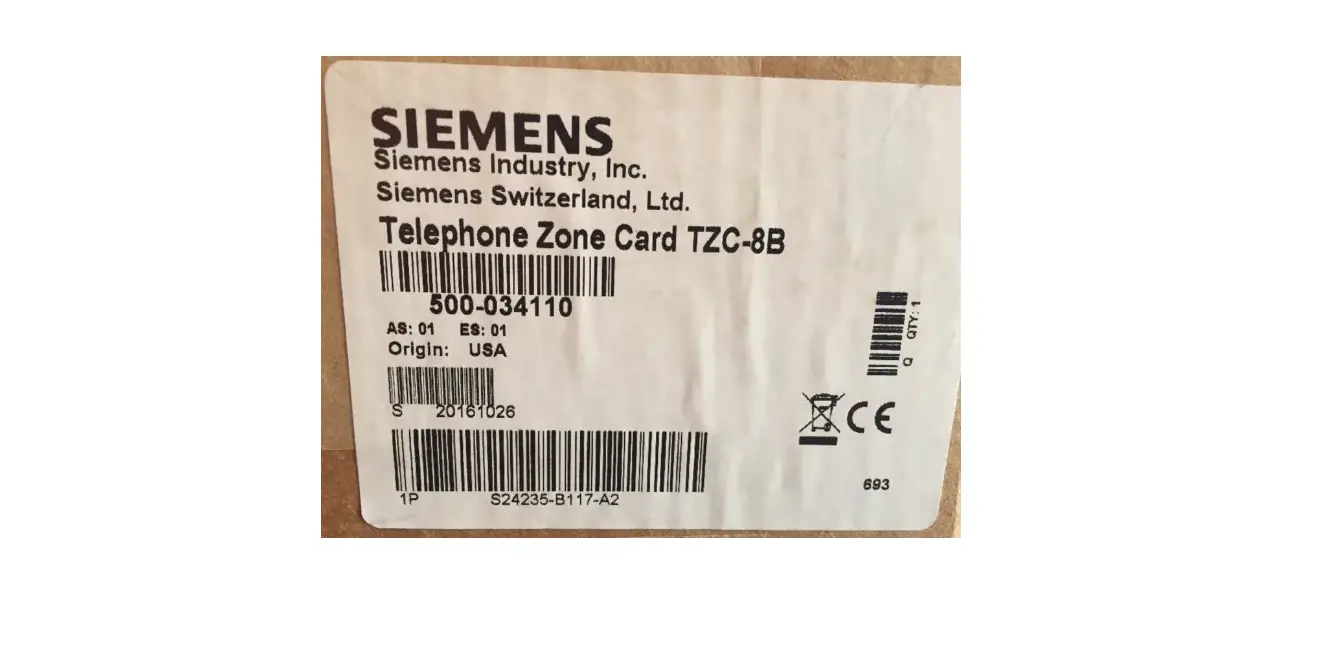 SIEMENS
Siemens Industry, Inc.
Siemens Switzerland, Ltd.
Telephone Zone Card TZC-8B
500-034110
AS: 01 ES: 01
Origin: USA
S 20161026
1P S24235-B117-A2
Q QTY: 1
CE
693